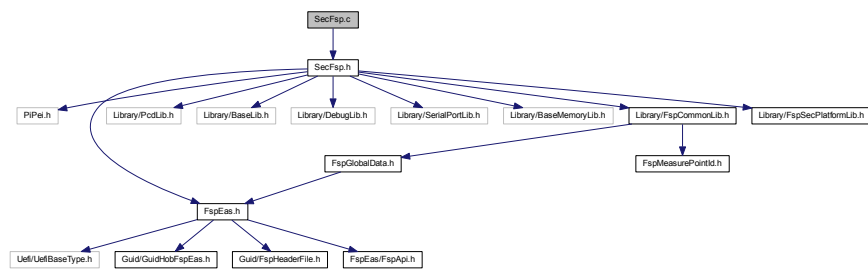 SecFsp.c
SecFsp.h
PiPei.h
Library/PcdLib.h
Library/BaseLib.h
Library/DebugLib.h
Library/SerialPortLib.h
Library/BaseMemoryLib.h
Library/FspCommonLib.h
Library/FspSecPlatformLib.h
FspGlobalData.h
FspMeasurePointId.h
FspEas.h
Uefi/UefiBaseType.h
Guid/GuidHobFspEas.h
Guid/FspHeaderFile.h
FspEas/FspApi.h